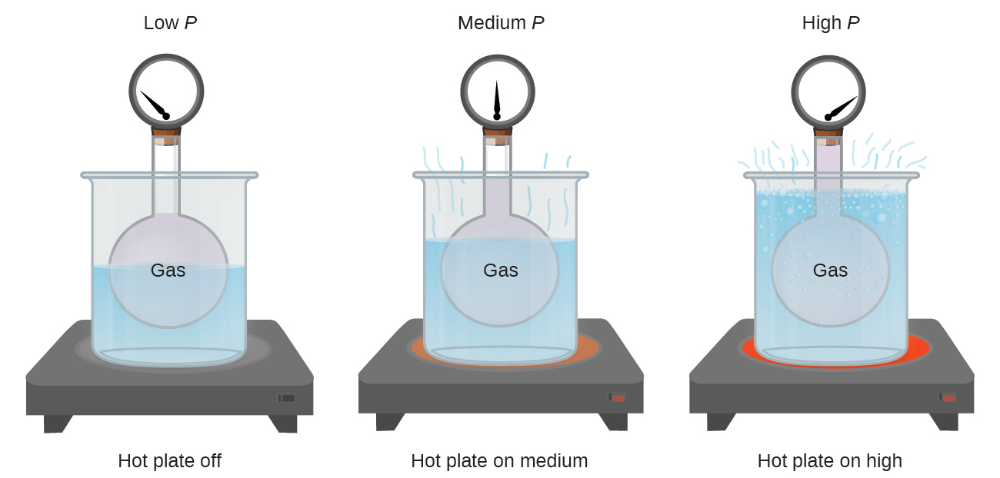 Low P
Medium P
High P
Gas
Gas
Gas
Hot plate off
Hot plate on medium
Hot plate on high